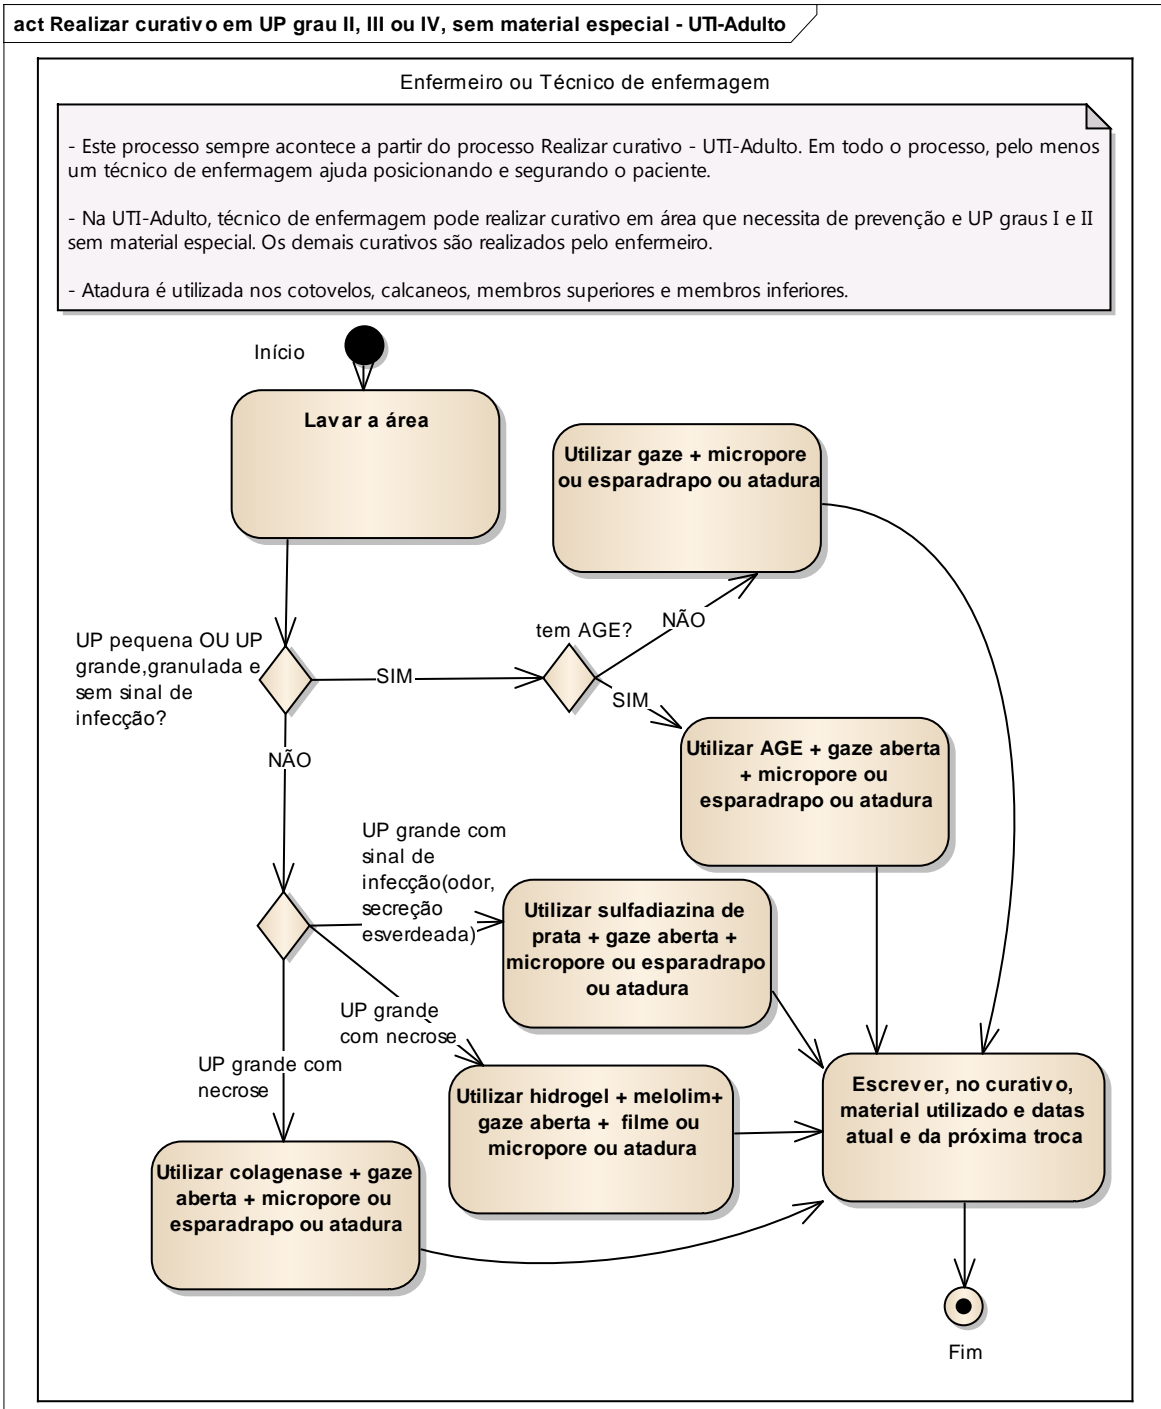 act Realizar curativo em UP grau II, III ou IV, sem material especial - UTI-Adulto
Enfermeiro ou Técnico de enfermagem
- Este processo sempre acontece a partir do processo Realizar curativo - UTI-Adulto. Em todo o processo, pelo menos
um técnico de enfermagem ajuda posicionando e segurando o paciente.
- Na UTI-Adulto, técnico de enfermagem pode realizar curativo em área que necessita de prevenção e UP graus I e II
sem material especial. Os demais curativos são realizados pelo enfermeiro.
- Atadura é utilizada nos cotovelos, calcaneos, membros superiores e membros inferiores.
Início
Lavar a área
Utilizar gaze + micropore
ou esparadrapo ou atadura
UP pequena OU UP
grande,granulada e
sem sinal de
infecção?
SIM
tem AGE?
NÃO
SIM
Utilizar AGE + gaze aberta
+ micropore ou
esparadrapo ou atadura
NÃO
UP grande com
sinal de
infecção(odor,
secreção
esverdeada)
Utilizar sulfadiazina de
prata + gaze aberta +
micropore ou esparadrapo
ou atadura
UP grande
com necrose
UP grande com
necrose
Utilizar hidrogel + melolim+
gaze aberta +  filme ou
micropore ou atadura
Escrever, no curativo,
material utilizado e datas
atual e da próxima troca
Utilizar colagenase + gaze
aberta + micropore ou
esparadrapo ou atadura
Fim